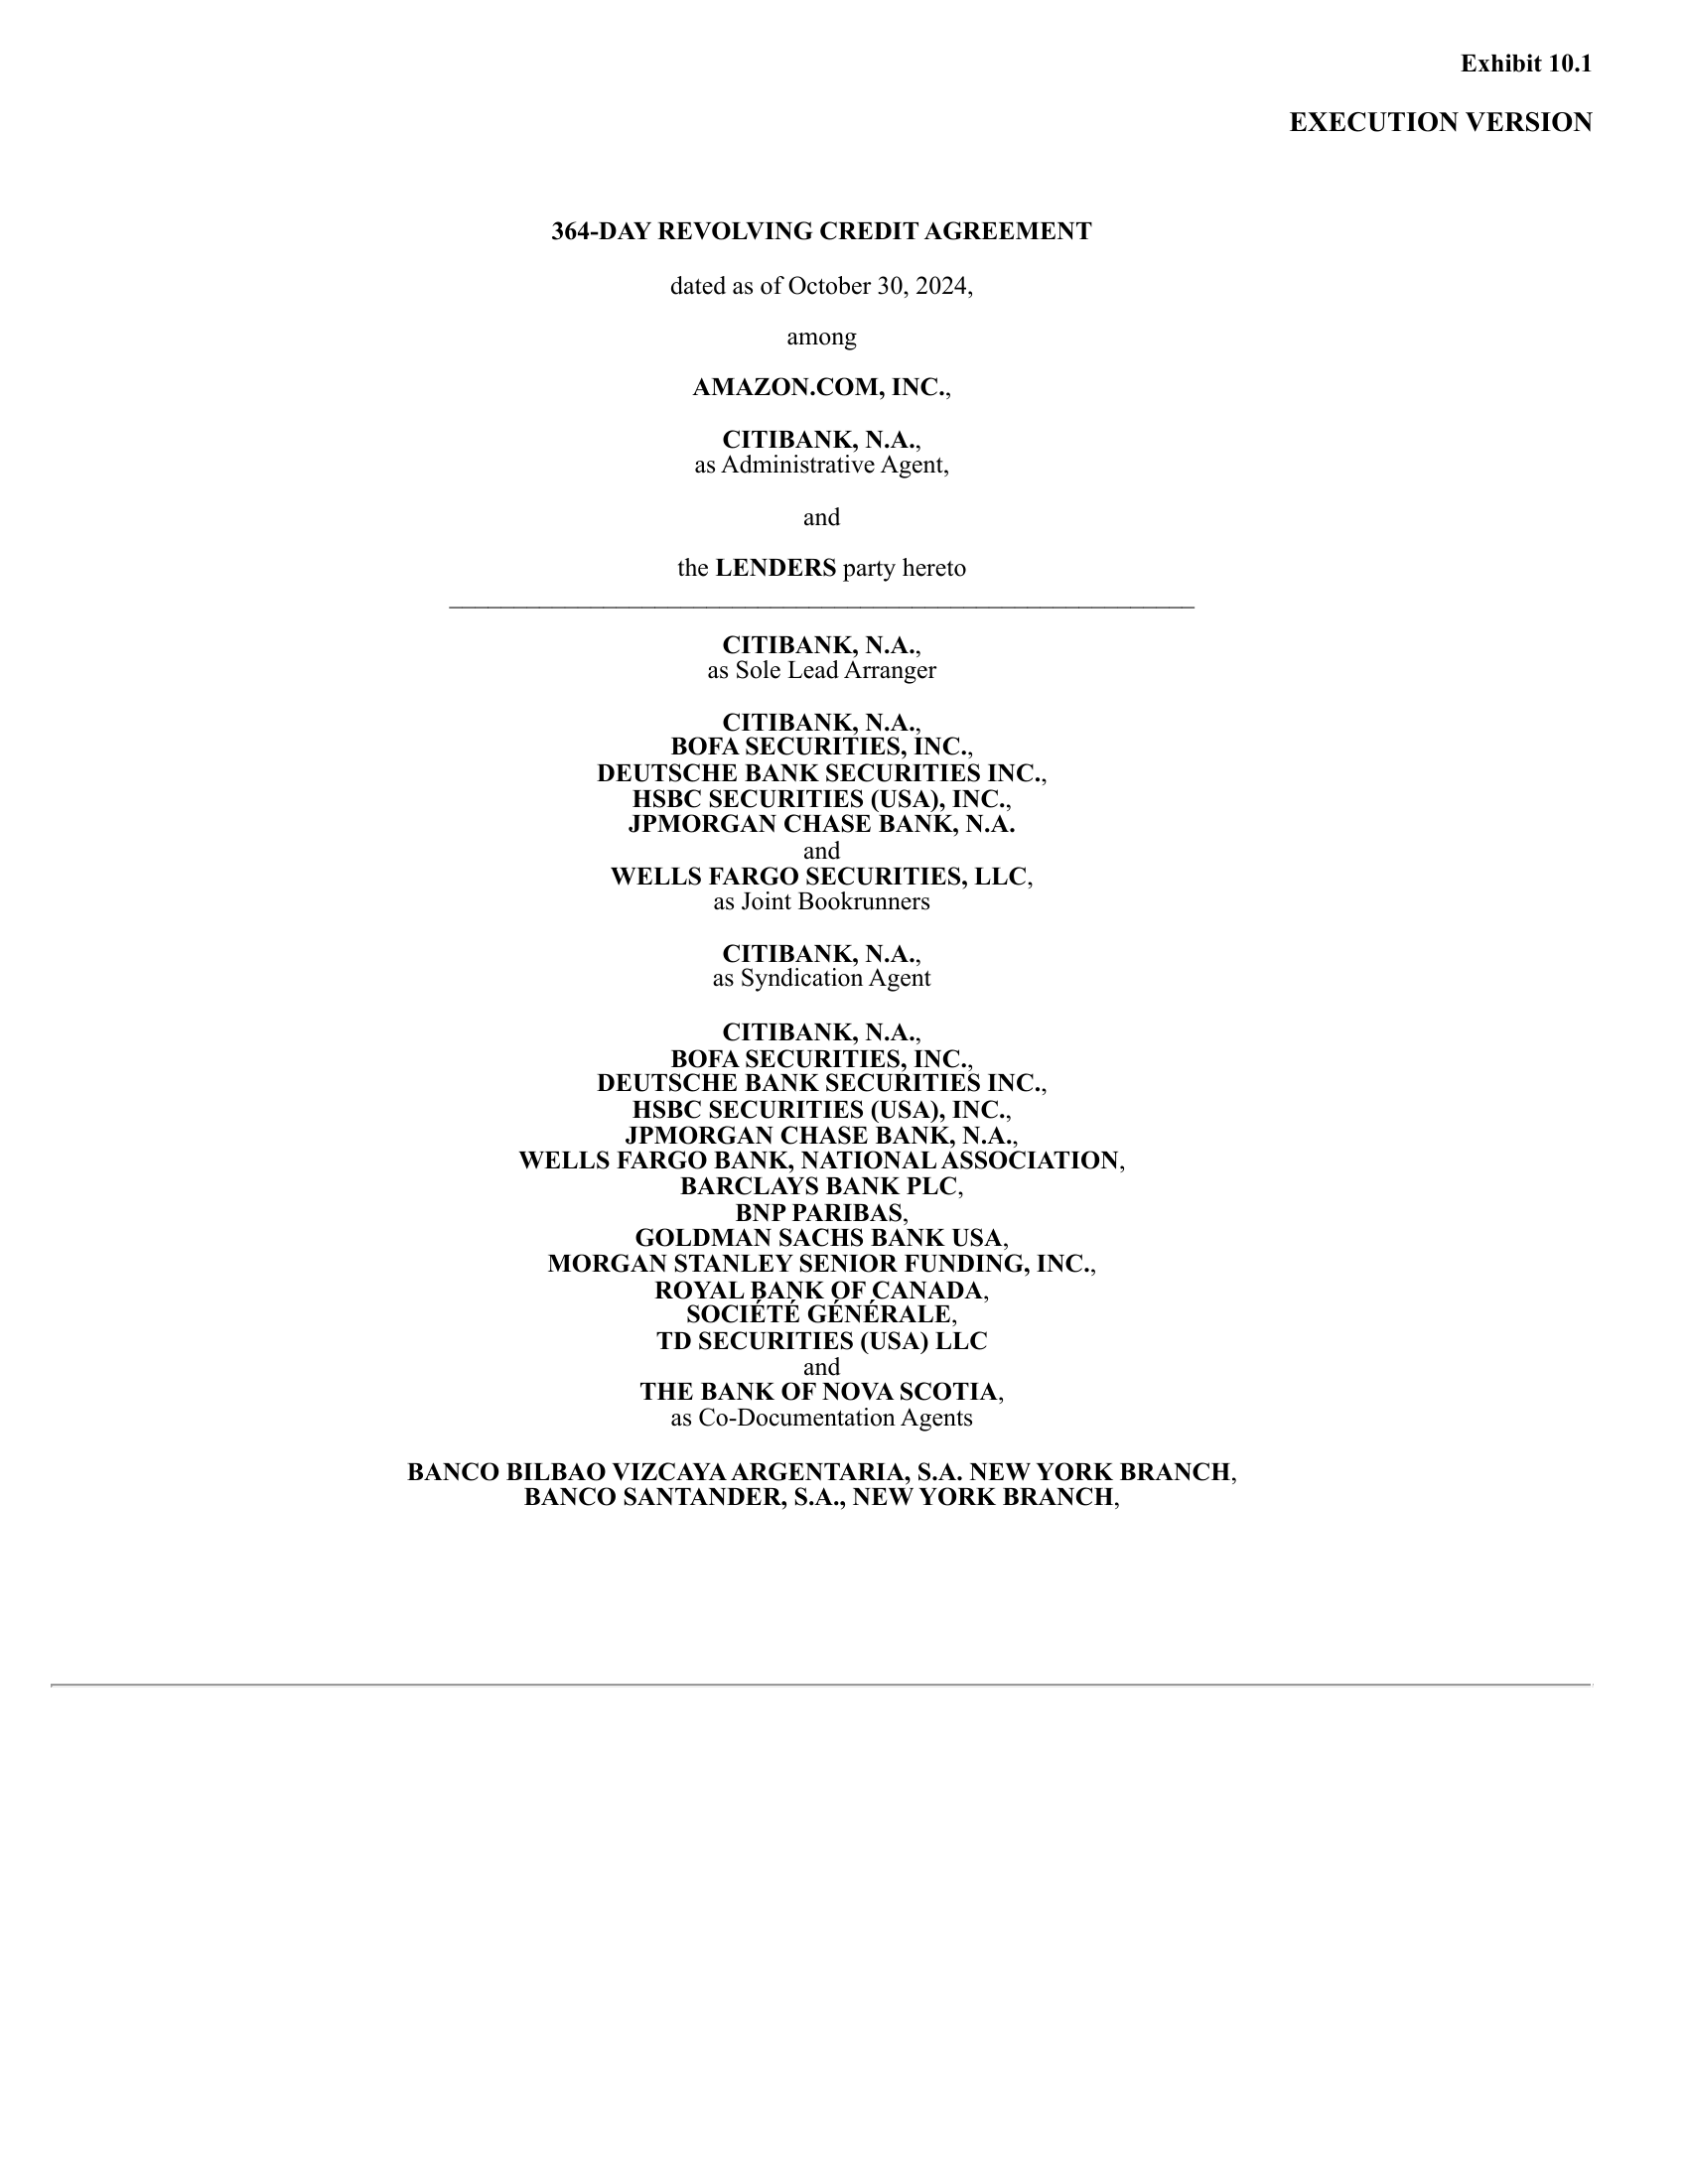 Exhibit 10.1
EXECUTION VERSION
364-DAY REVOLVING CREDIT AGREEMENT
dated as of October 30, 2024,
among
AMAZON.COM, INC.,
CITIBANK, N.A.,
as Administrative Agent,
and
the LENDERS party hereto
CITIBANK, N.A.,
as Sole Lead Arranger
CITIBANK, N.A.,
BOFA SECURITIES, INC.,
DEUTSCHE BANK SECURITIES INC.,
HSBC SECURITIES (USA), INC.,
JPMORGAN CHASE BANK, N.A.
and
WELLS FARGO SECURITIES, LLC,
as Joint Bookrunners
CITIBANK, N.A.,
as Syndication Agent
CITIBANK, N.A.,
BOFA SECURITIES, INC.,
DEUTSCHE BANK SECURITIES INC.,
HSBC SECURITIES (USA), INC.,
JPMORGAN CHASE BANK, N.A.,
WELLS FARGO BANK, NATIONAL ASSOCIATION,
BARCLAYS BANK PLC,
BNP PARIBAS,
GOLDMAN SACHS BANK USA,
MORGAN STANLEY SENIOR FUNDING, INC.,
ROYAL BANK OF CANADA,
SOCIÉTÉ GÉNÉRALE,
TD SECURITIES (USA) LLC
and
THE BANK OF NOVA SCOTIA,
as Co-Documentation Agents
BANCO BILBAO VIZCAYA ARGENTARIA, S.A. NEW YORK BRANCH,
BANCO SANTANDER, S.A., NEW YORK BRANCH,